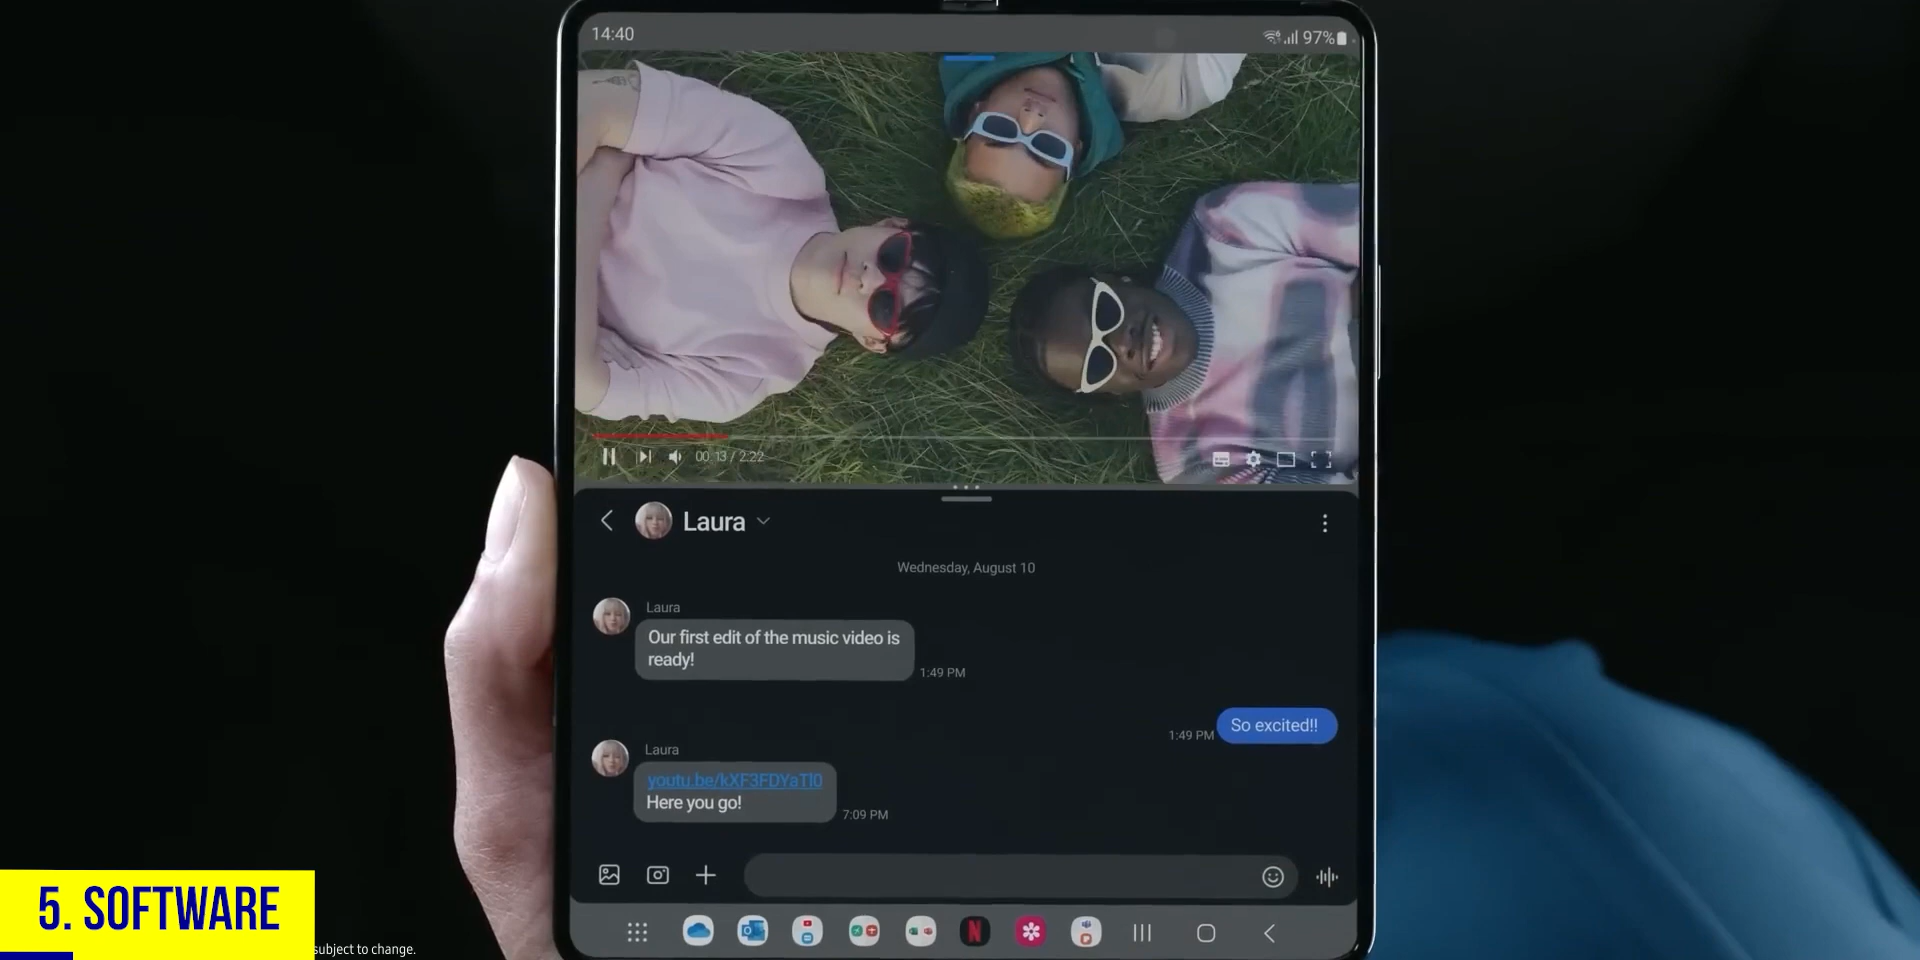 14:40
97%
00:13 / 2:22
Laura
Wednesday, August 10
Laura
Our first edit of the music video is
ready!
1:49 PM
So excited!!
1:49 PM
Laura
youtu.be/kXF3FDYaTl0
Here you go!
7:09 PM
N
5. SOFTWARE
subject to change.